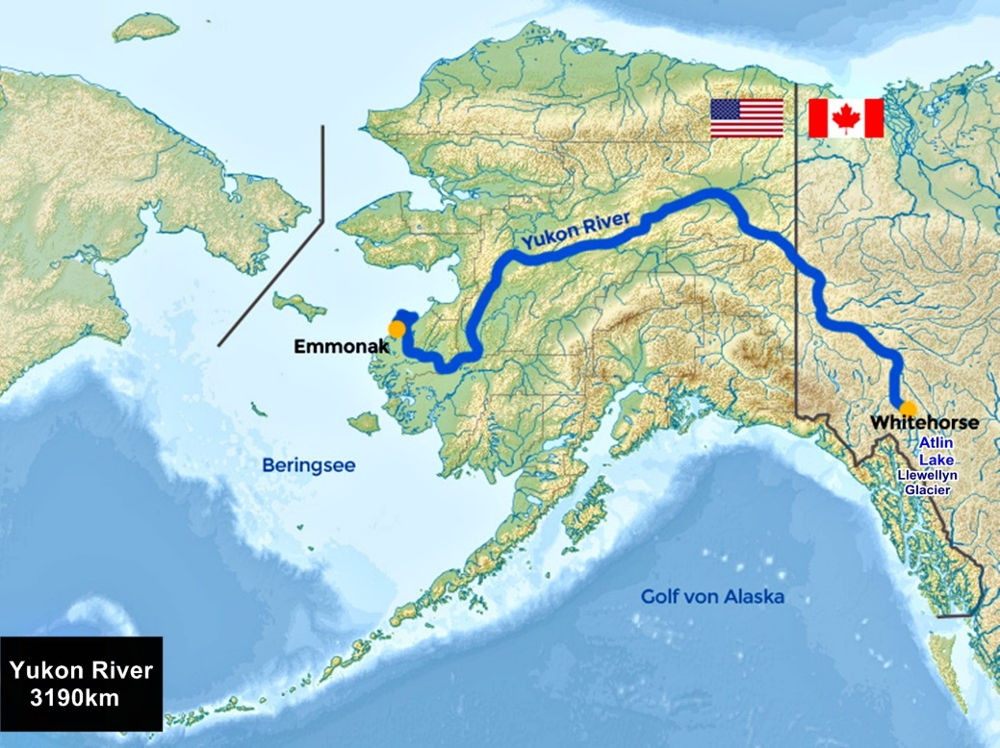 Yukon River
Emmonak
Whitehorse
Atlin
Lake
Llewellyn
Glacier
Beringsee
Golf von Alaska
Yukon River
3190km